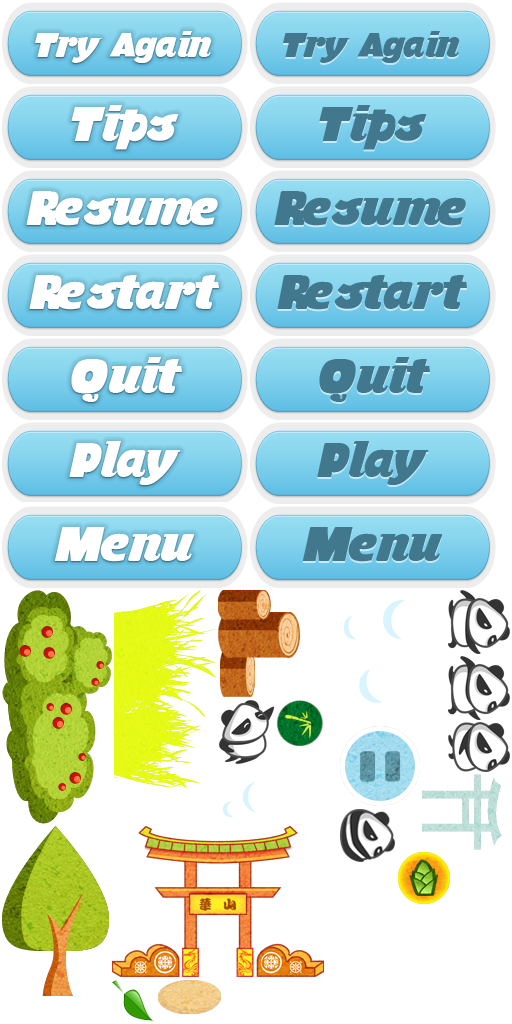 Try Again
Try Again
Tips
Tips
Resume
Resume
Restart
Restart
Quit
Quit
Play
Play
Menu
Menu
華 山